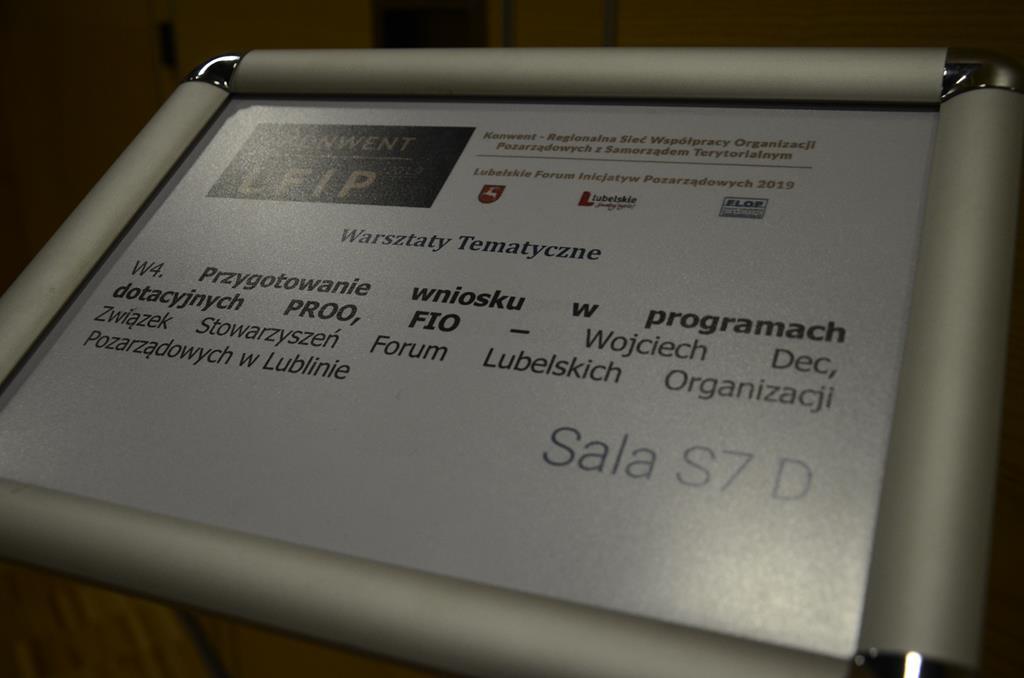 KONWENT
LFIP
Konwent - Regionalna Sieć Współpracy Organizacji
Pozarządowych z Samorządem Terytorialnym
Lubelskie Forum Inicjatyw Pozarządowych 2019
Lubelskie
FLOP
Warsztaty Tematyczne
W4. Przygotowanie wniosku w programach
dotacyjnych PROO, FIO – Wojciech Dec,
Związek Stowarzyszeń Forum Lubelskich Organizacji
Pozarządowych w Lublinie
Sala S7 D